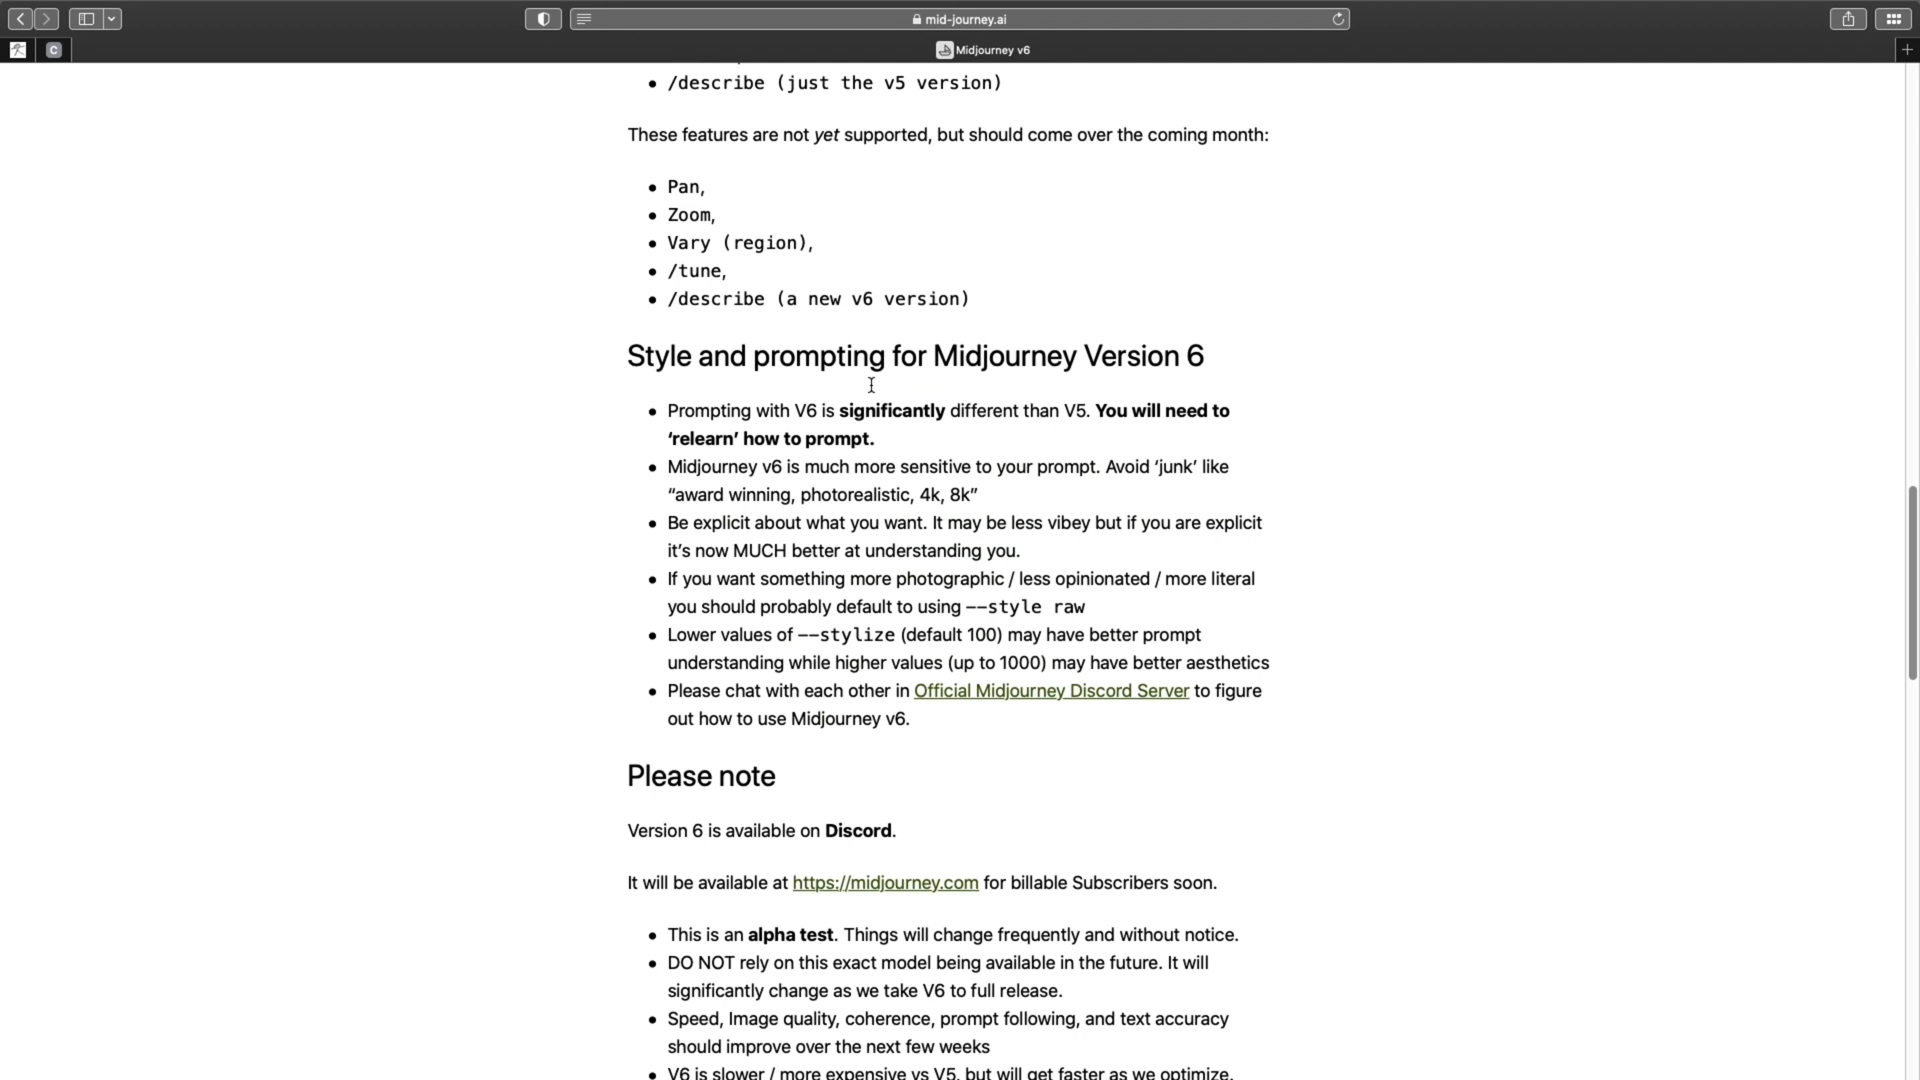 mid-journey.ai
C
Midjourney v6
/describe (just the v5 version)
These features are not yet supported, but should come over the coming month:
Pan,
Zoom,
Vary (region),
/tune,
/describe (a new v6 version)
Style and prompting for Midjourney Version 6
Prompting with V6 is significantly different than V5. You will need to
‘relearn’ how to prompt.
Midjourney v6 is much more sensitive to your prompt. Avoid ‘junk’ like
“award winning, photorealistic, 4k, 8k”
Be explicit about what you want. It may be less vibey but if you are explicit
it’s now MUCH better at understanding you.
If you want something more photographic / less opinionated / more literal
you should probably default to using --style raw
Lower values of --stylize (default 100) may have better prompt
understanding while higher values (up to 1000) may have better aesthetics
Please chat with each other in Official Midjourney Discord Server to figure
out how to use Midjourney v6.
Please note
Version 6 is available on Discord.
It will be available at https://midjourney.com for billable Subscribers soon.
This is an alpha test. Things will change frequently and without notice.
DO NOT rely on this exact model being available in the future. It will
significantly change as we take V6 to full release.
Speed, Image quality, coherence, prompt following, and text accuracy
should improve over the next few weeks
V6 is slower / more expensive vs V5, but will get faster as we optimize.